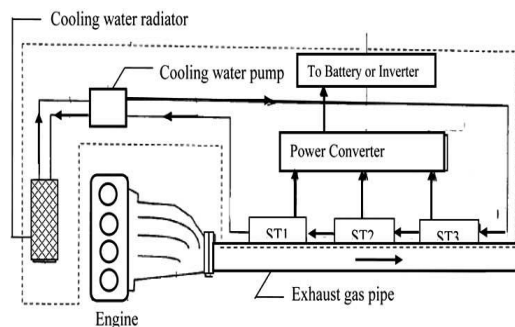 Cooling water radiator
Cooling water pump
To Battery or Inverter
Power Converter
ST1
ST2
ST3
Exhaust gas pipe
Engine